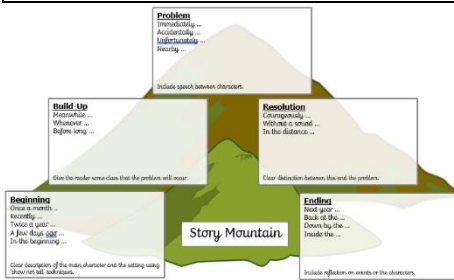 Problem
Immediately ...
Accidentally ...
Unfortunately ...
Nearby ...
Include speech between characters.
Build-Up
Meanwhile ...
Whenever ...
Before long ...
Give the reader some clues that the problem will occur.
Resolution
Courageously ...
Without a sound ...
In the distance ...
Clear distinction between this and the problem.
Beginning
Once a month...
Recently ...
Twice a year ...
A few days ago ...
In the beginning ...
Clear description of the main character and the setting using
'show not tell' techniques.
Story Mountain
Ending
Next year ...
Back at the ...
Down by the ...
Inside the ...
Include reflection on events or the characters.